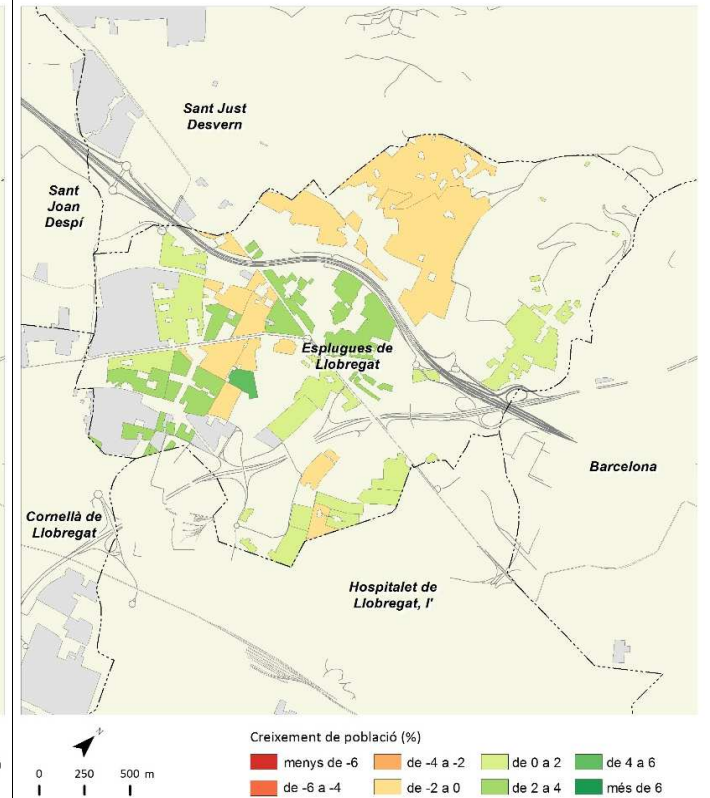 Sant Just
Desvern
Sant
Joan
Despí
Esplugues de
Llobregat
Barcelona
Cornellà de
Llobregat
Hospitalet de
Llobregat, l'
N
0 250 500 m
Creixement de població (%)
menys de -6 de -4 a -2 de 0 a 2 de 4 a 6
de -6 a -4 de -2 a 0 de 2 a 4 més de 6